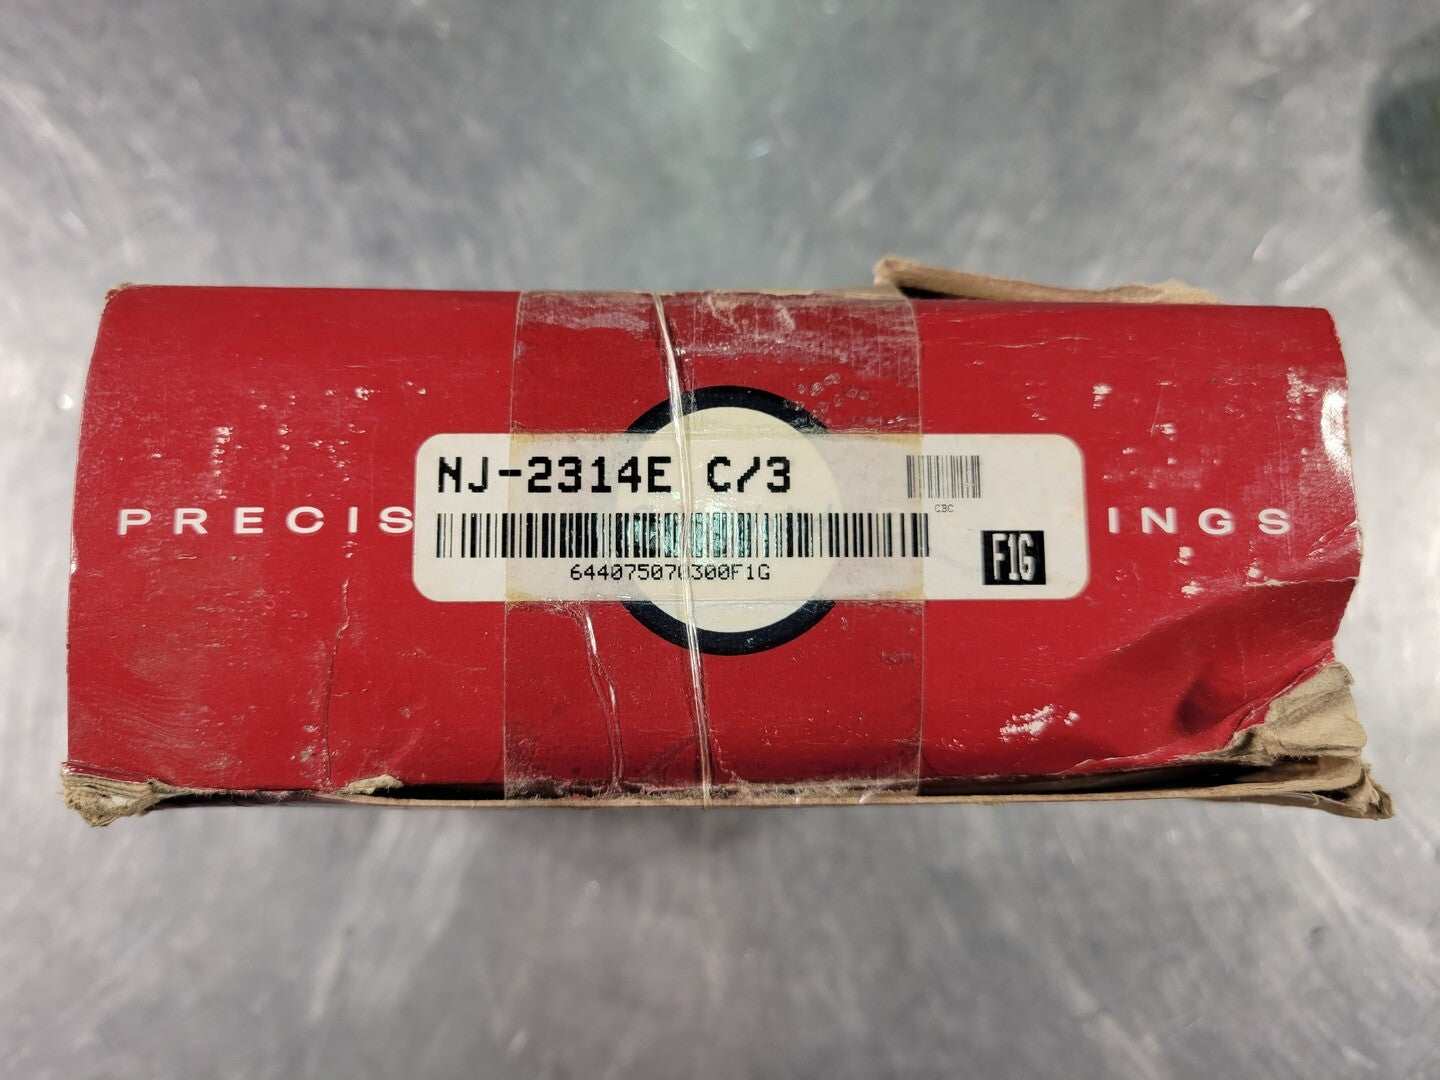 NJ-2314E C/3
CBC
PRECIS INGS
644075070300F1G
F1G